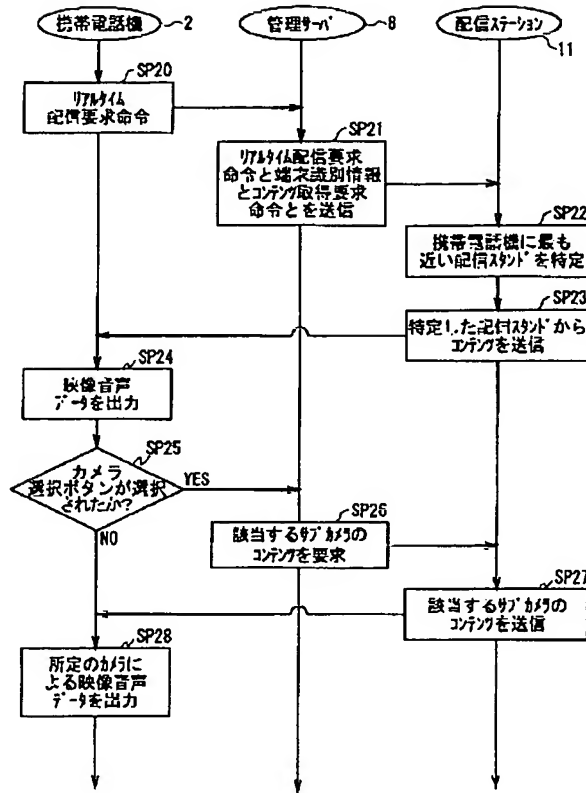 携帯電話機
2
管理サーバ
8
配信ステーション
11
SP20
リアルタイム
配信要求命令
SP21
リアルタイム配信要求
命令と端末識別情報
とコンテンツ取得要求
命令とを送信
SP22
携帯電話機に最も
近い配信スタンドを特定
SP23
特定した配信スタンドから
コンテンツを送信
SP24
映像音声
データを出力
SP25
カメラ
選択ボタンが選択
されたか?
YES
NO
SP26
該当するサブカメラの
コンテンツを要求
SP27
該当するサブカメラの
コンテンツを送信
SP28
所定のカメラに
よる映像音声
データを出力